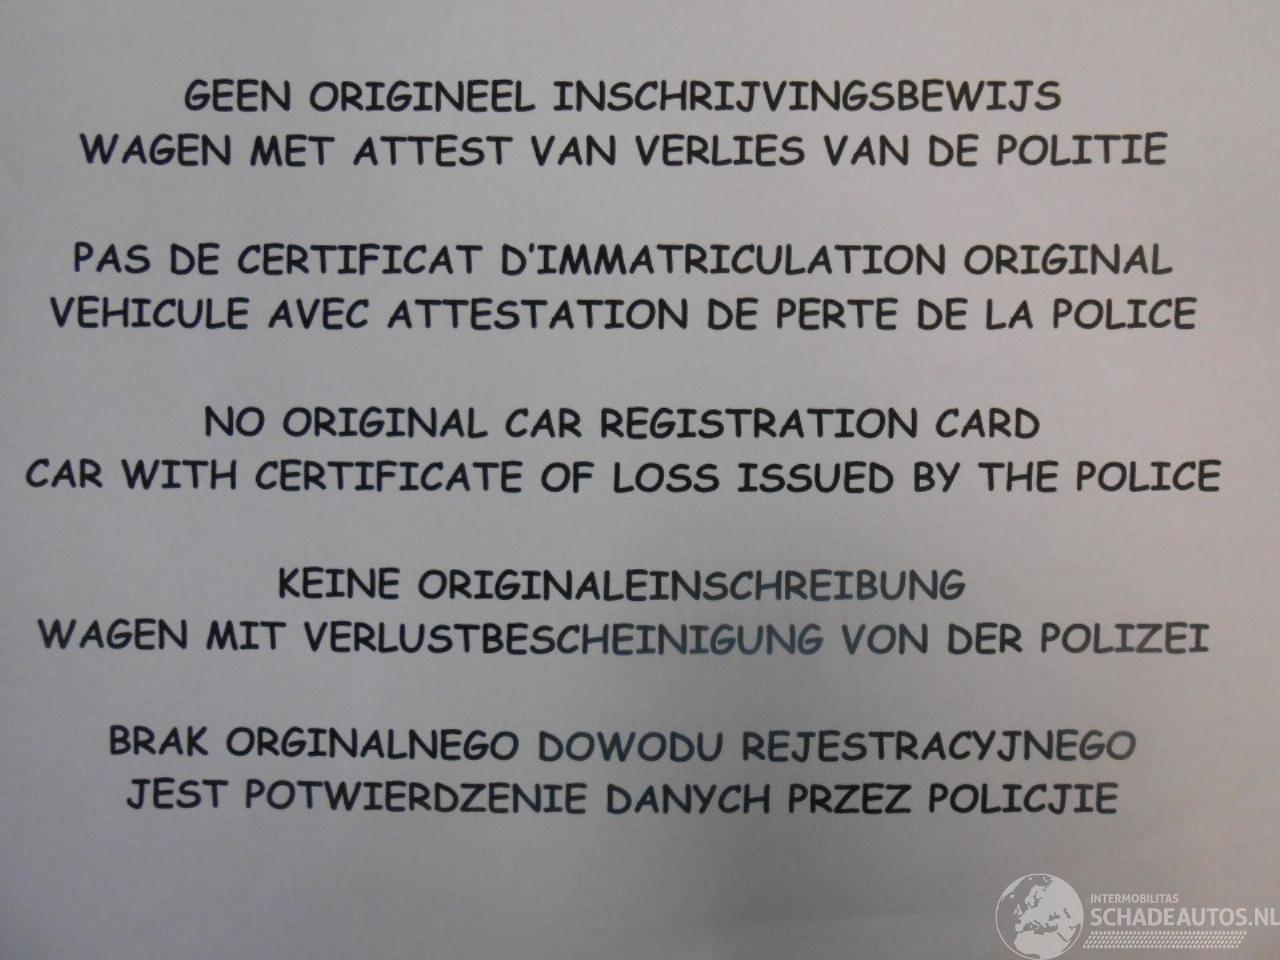 GEEN ORIGINEEL INSCHRIJVINGSBEWIJS
WAGEN MET ATTEST VAN VERLIES VAN DE POLITIE
PAS DE CERTIFICAT D'IMMATRICULATION ORIGINAL
VEHICULE AVEC ATTESTATION DE PERTE DE LA POLICE
NO ORIGINAL CAR REGISTRATION CARD
CAR WITH CERTIFICATE OF LOSS ISSUED BY THE POLICE
KEINE ORIGINALEINSCHREIBUNG
WAGEN MIT VERLUSTBESCHEINIGUNG VON DER POLIZEI
BRAK ORGINALNEGO DOWODU REJESTRACYJNEGO
JEST POTWIERDZENIE DANYCH PRZEZ POLICJIE
INTERMOBILITAS
SCHADEAUTOS.NL